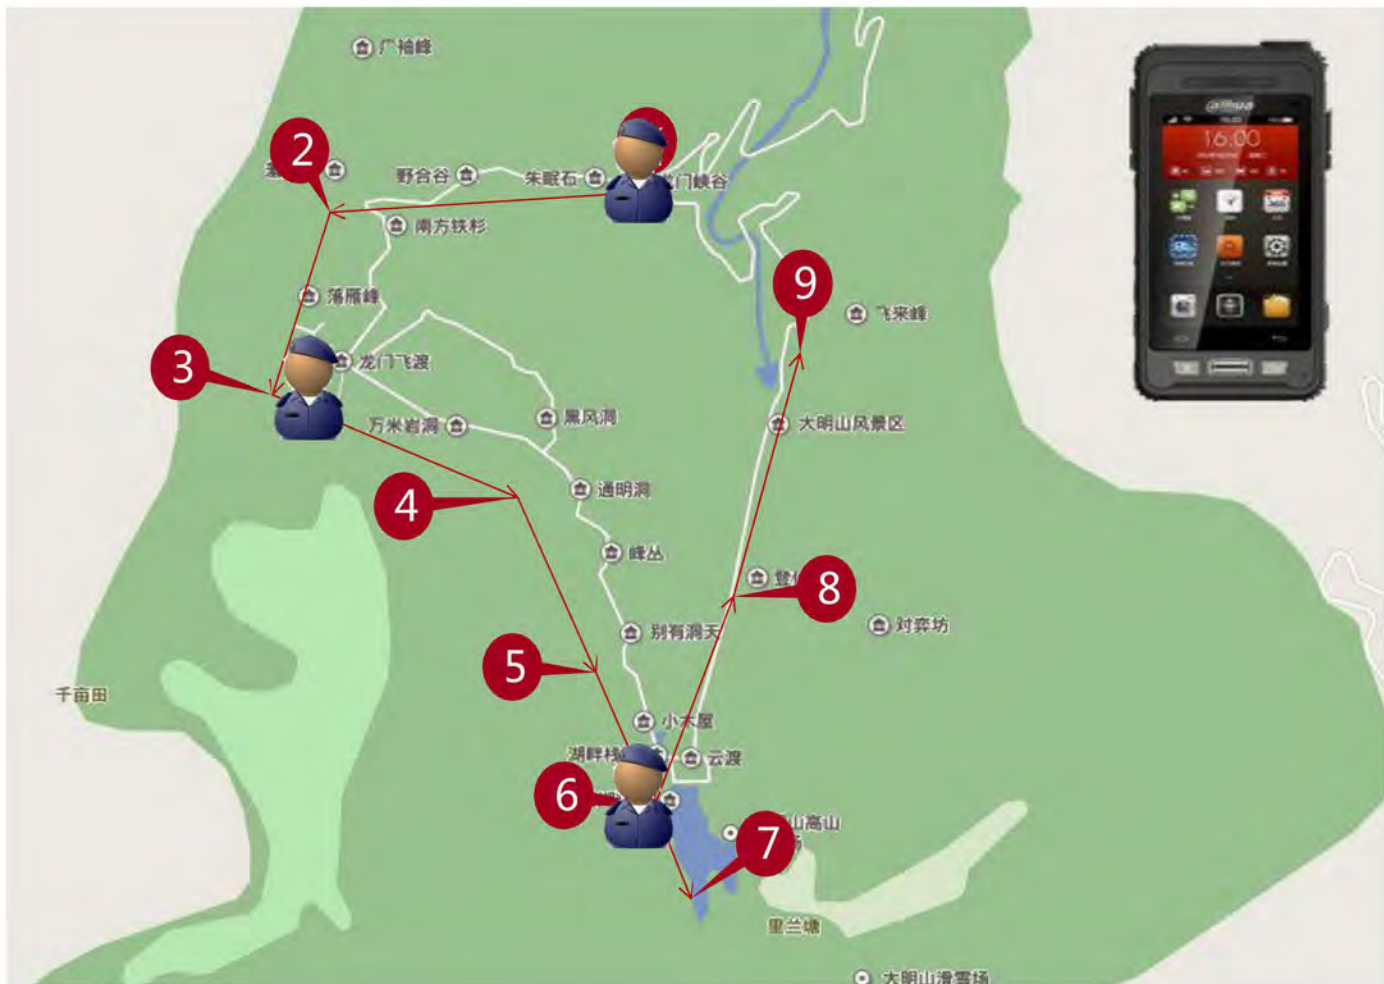 广袖峰
alhua
16:00
2
野合谷
朱眠石
门峡谷
南方铁杉
9
落雁峰
飞来峰
3
龙门飞渡
万米岩洞
黑风洞
大明山风景区
4
通明洞
峰丛
8
5
别有洞天
对弈坊
千亩田
小木屋
湖畔栈
云渡
6
山高山
7
里兰塘
大明山滑雪场